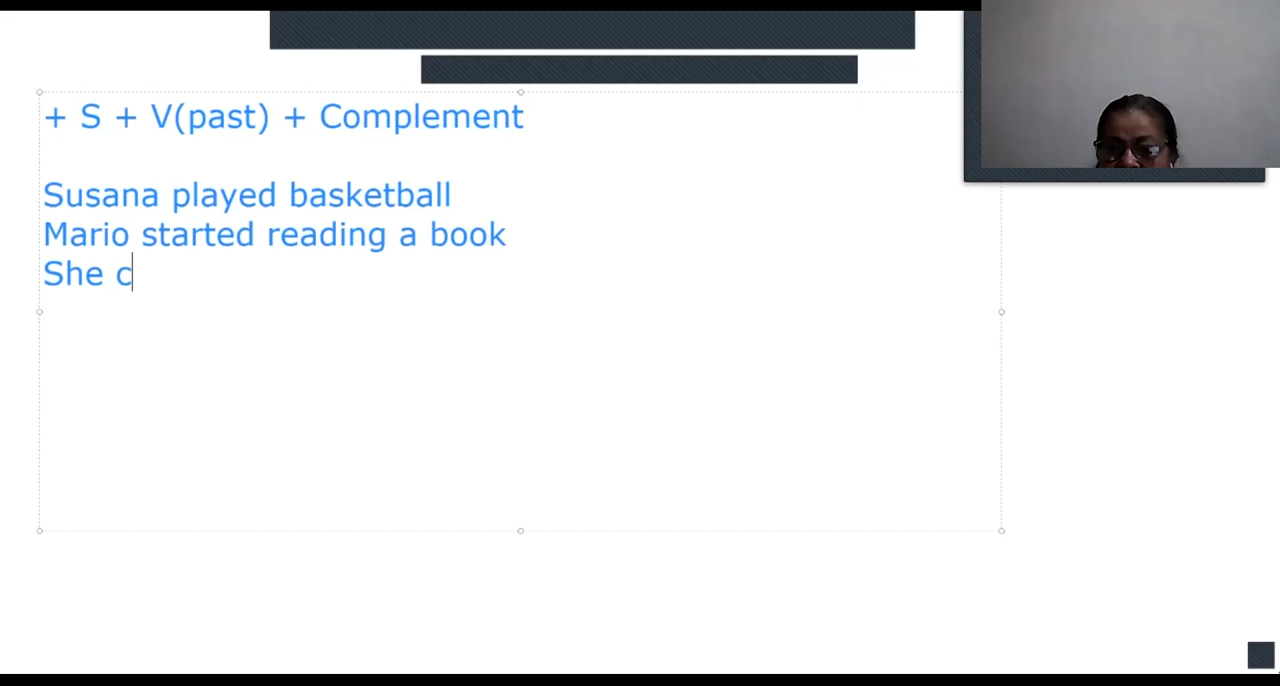 + S + V(past) + Complement
Susana played basketball
Mario started reading a book
She c